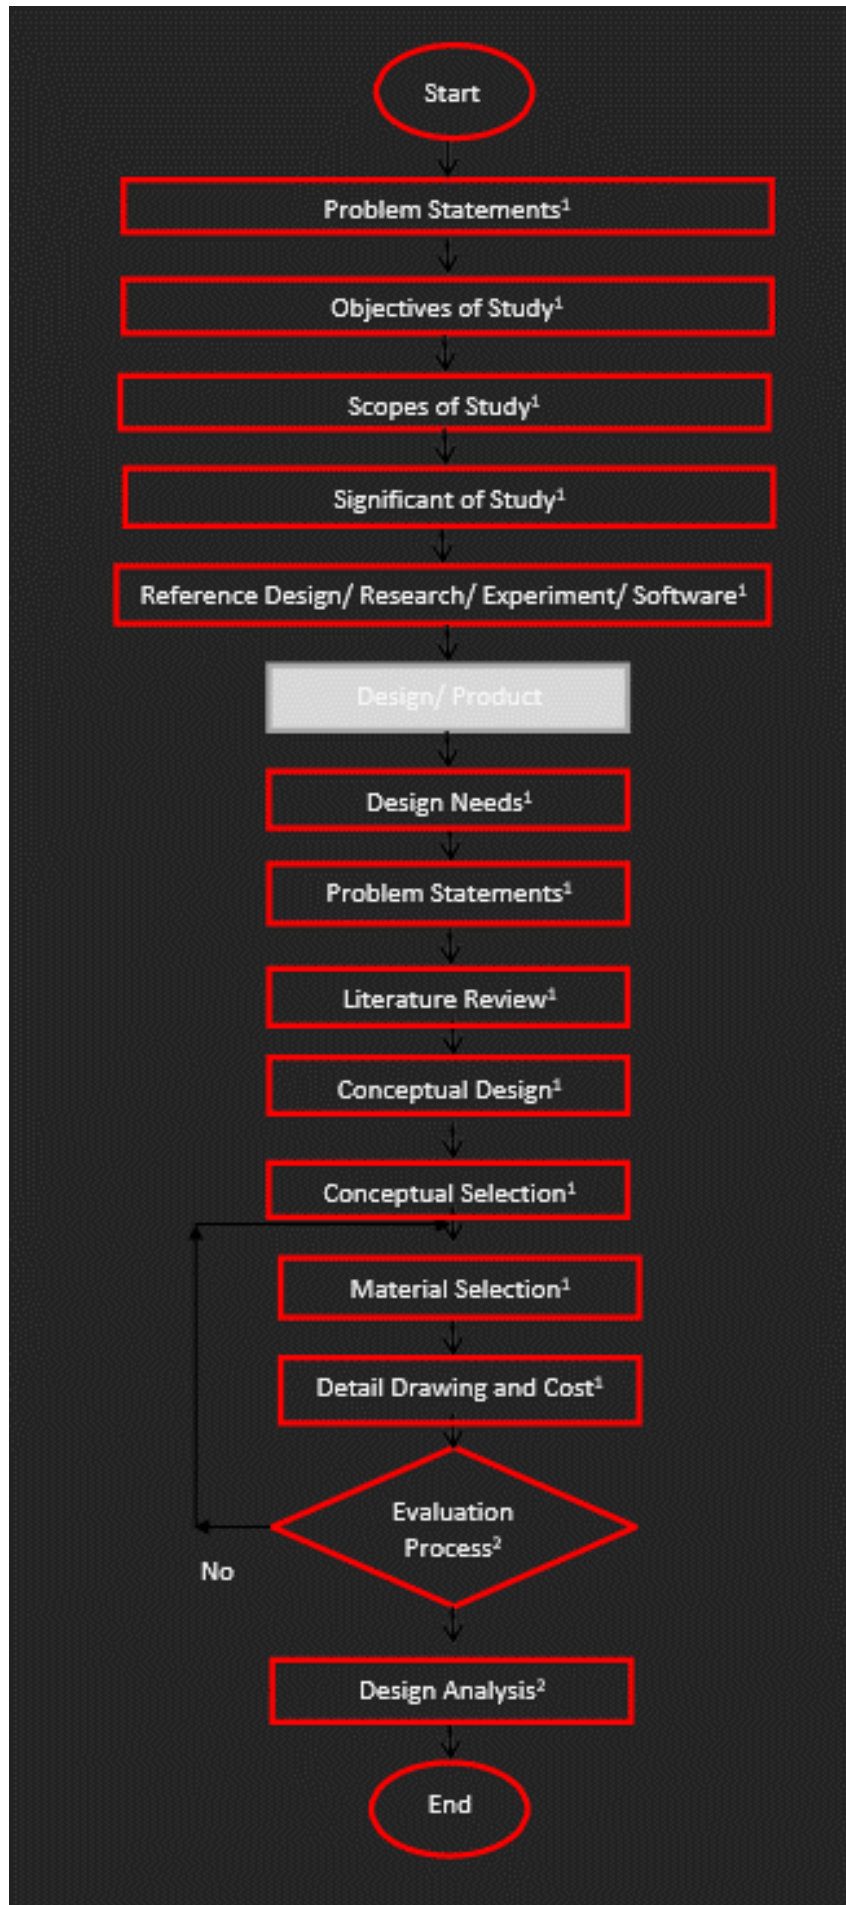 Start
Problem Statements¹
Objectives of Study¹
Scopes of Study¹
Significant of Study¹
Reference Design/ Research/ Experiment/ Software¹
Design/ Product
Design Needs¹
Problem Statements¹
Literature Review¹
Conceptual Design¹
Conceptual Selection¹
Material Selection¹
Detail Drawing and Cost¹
Evaluation
Process²
No
Design Analysis²
End